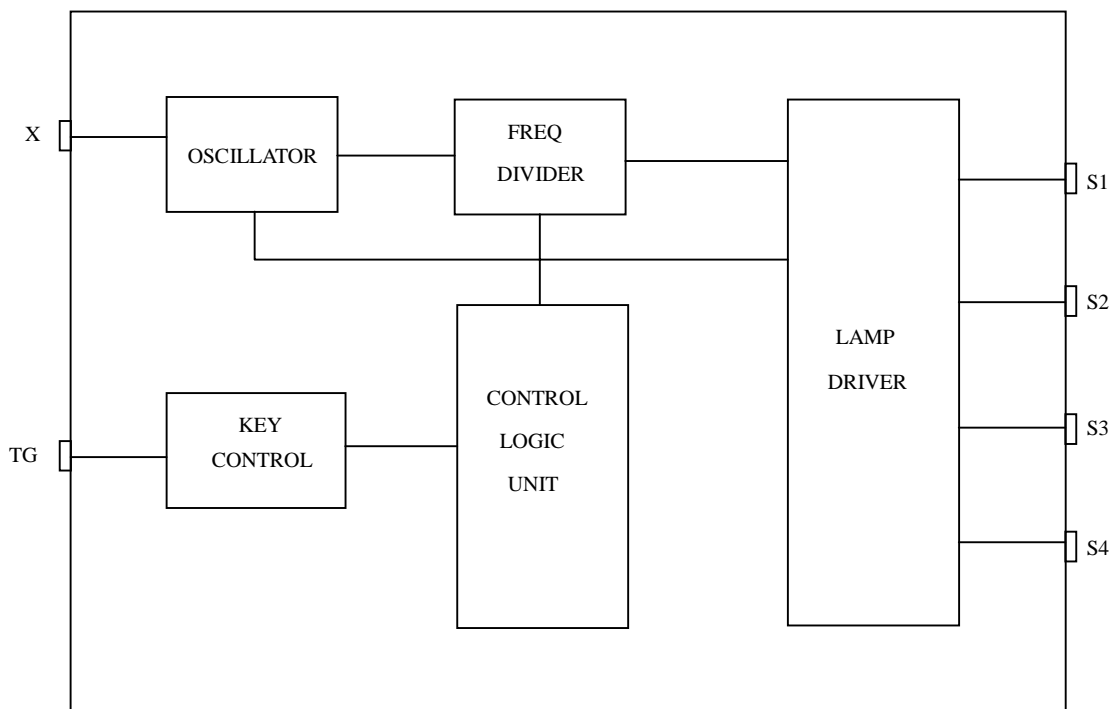 X
OSCILLATOR
FREQ
DIVIDER
S1
S2
LAMP
DRIVER
TG
KEY
CONTROL
CONTROL
LOGIC
UNIT
S3
S4